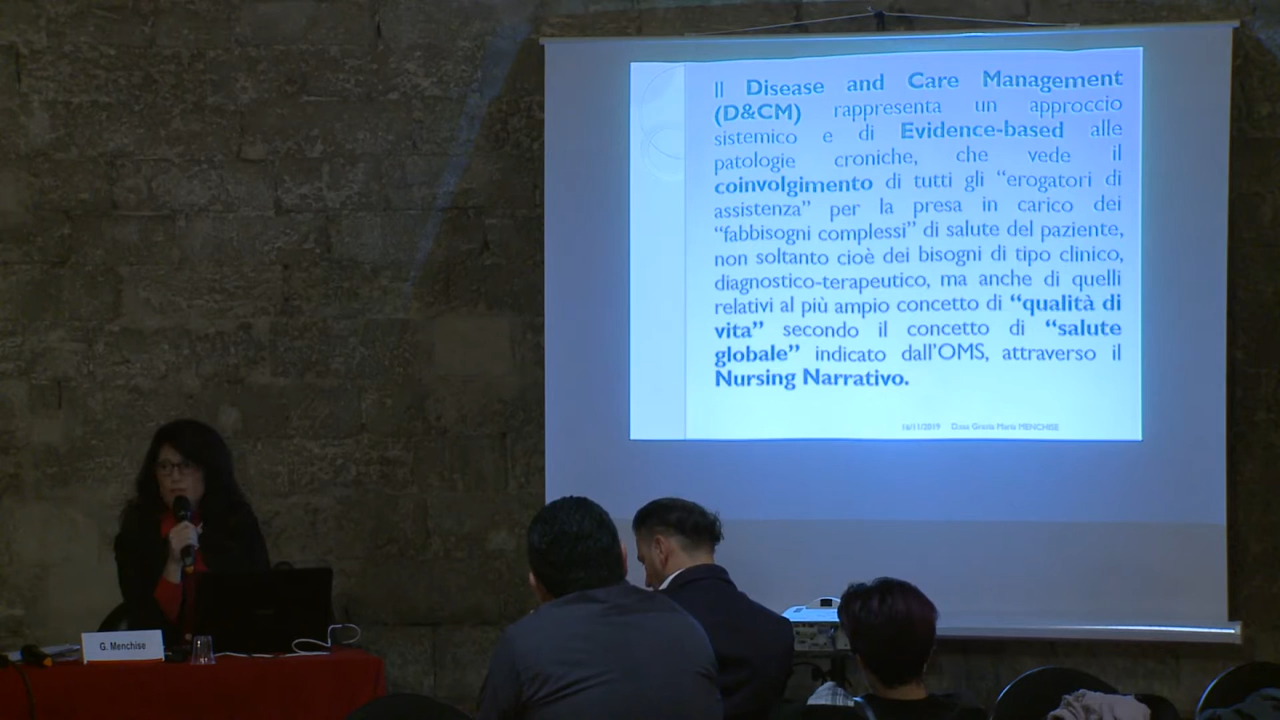 Il Disease and Care Management
(D&CM) rappresenta un approccio
sistemico e di Evidence-based alle
patologie croniche, che vede il
coinvolgimento di tutti gli “erogatori di
assistenza” per la presa in carico dei
“fabbisogni complessi” di salute del paziente,
non soltanto cioè dei bisogni di tipo clinico,
diagnostico-terapeutico, ma anche di quelli
relativi al più ampio concetto di “qualità di
vita” secondo il concetto di “salute
globale” indicato dall’OMS, attraverso il
Nursing Narrativo.
16/11/2019 D.ssa Grazia Maria MENCHISE
G. Menchise